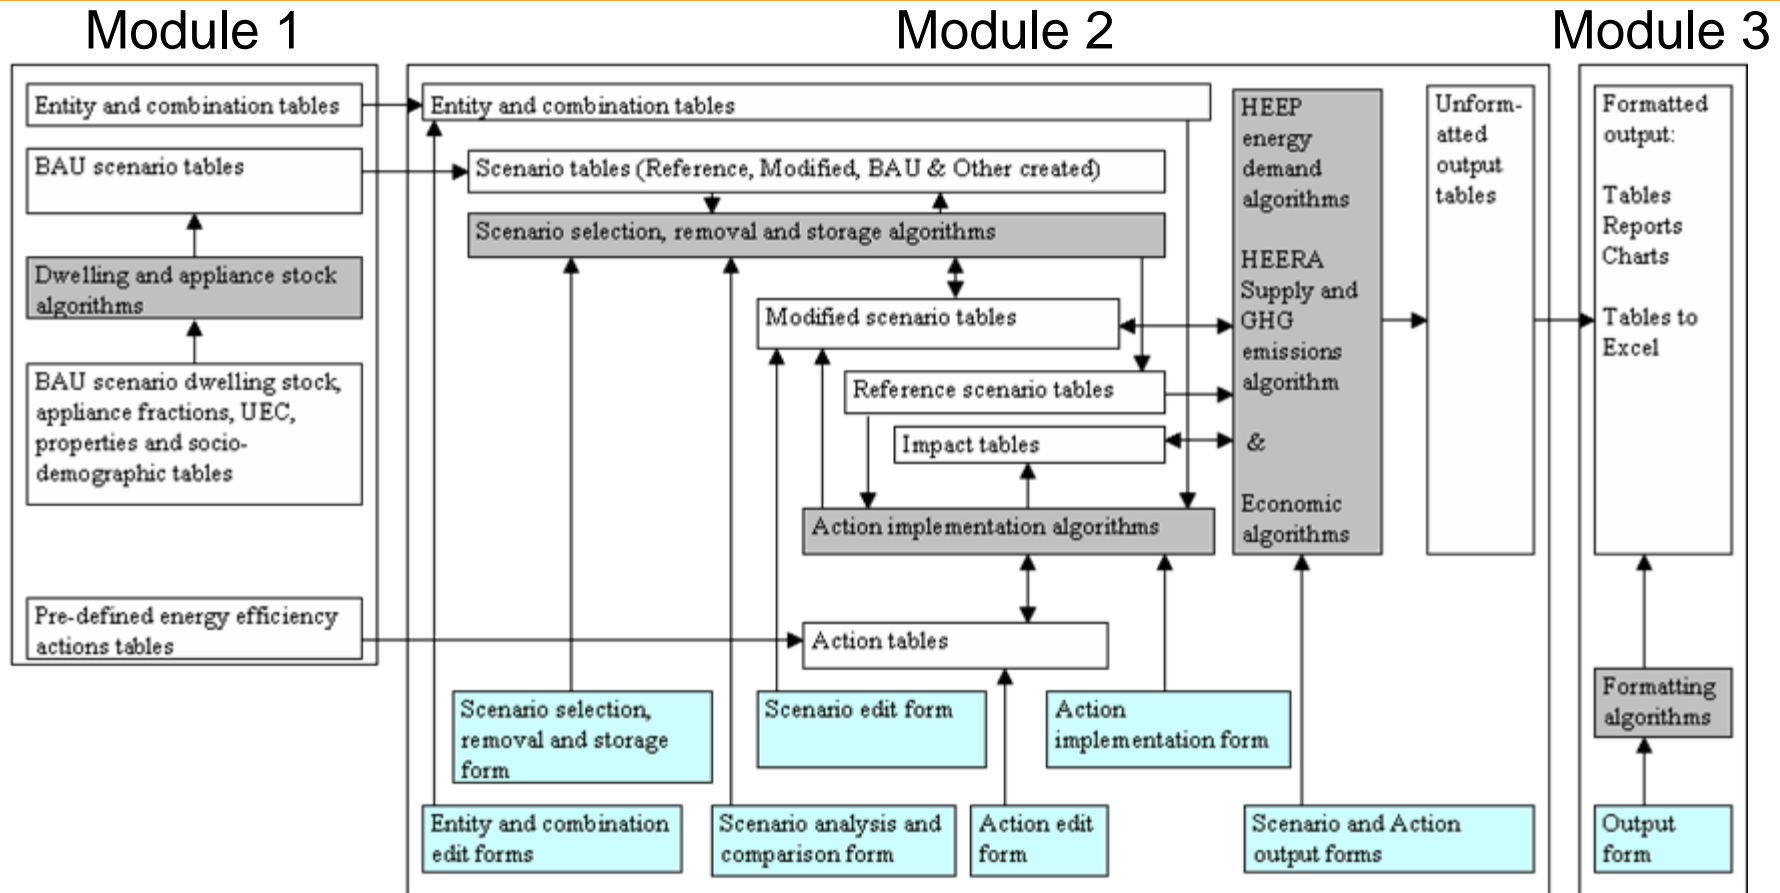 Module 1
Module 2
Module 3
Entity and combination tables
BAU scenario tables
Dwelling and appliance stock
algorithms
BAU scenario dwelling stock,
appliance fractions, UEC,
properties and socio-
demographic tables
Pre-defined energy efficiency
actions tables
Entity and combination tables
Scenario tables (Reference, Modified, BAU & Other created)
Scenario selection, removal and storage algorithms
Modified scenario tables
Reference scenario tables
Impact tables
Action implementation algorithms
Action tables
Scenario selection,
removal and storage
form
Scenario edit form
Action
implementation form
Entity and combination
edit forms
Scenario analysis and
comparison form
Action edit
form
Scenario and Action
output forms
HEEP
energy
demand
algorithms
HEERA
Supply and
GHG
emissions
algorithm
&
Economic
algorithms
Unform-
atted
output
tables
Formatted
output:
Tables
Reports
Charts
Tables to
Excel
Formatting
algorithms
Output
form